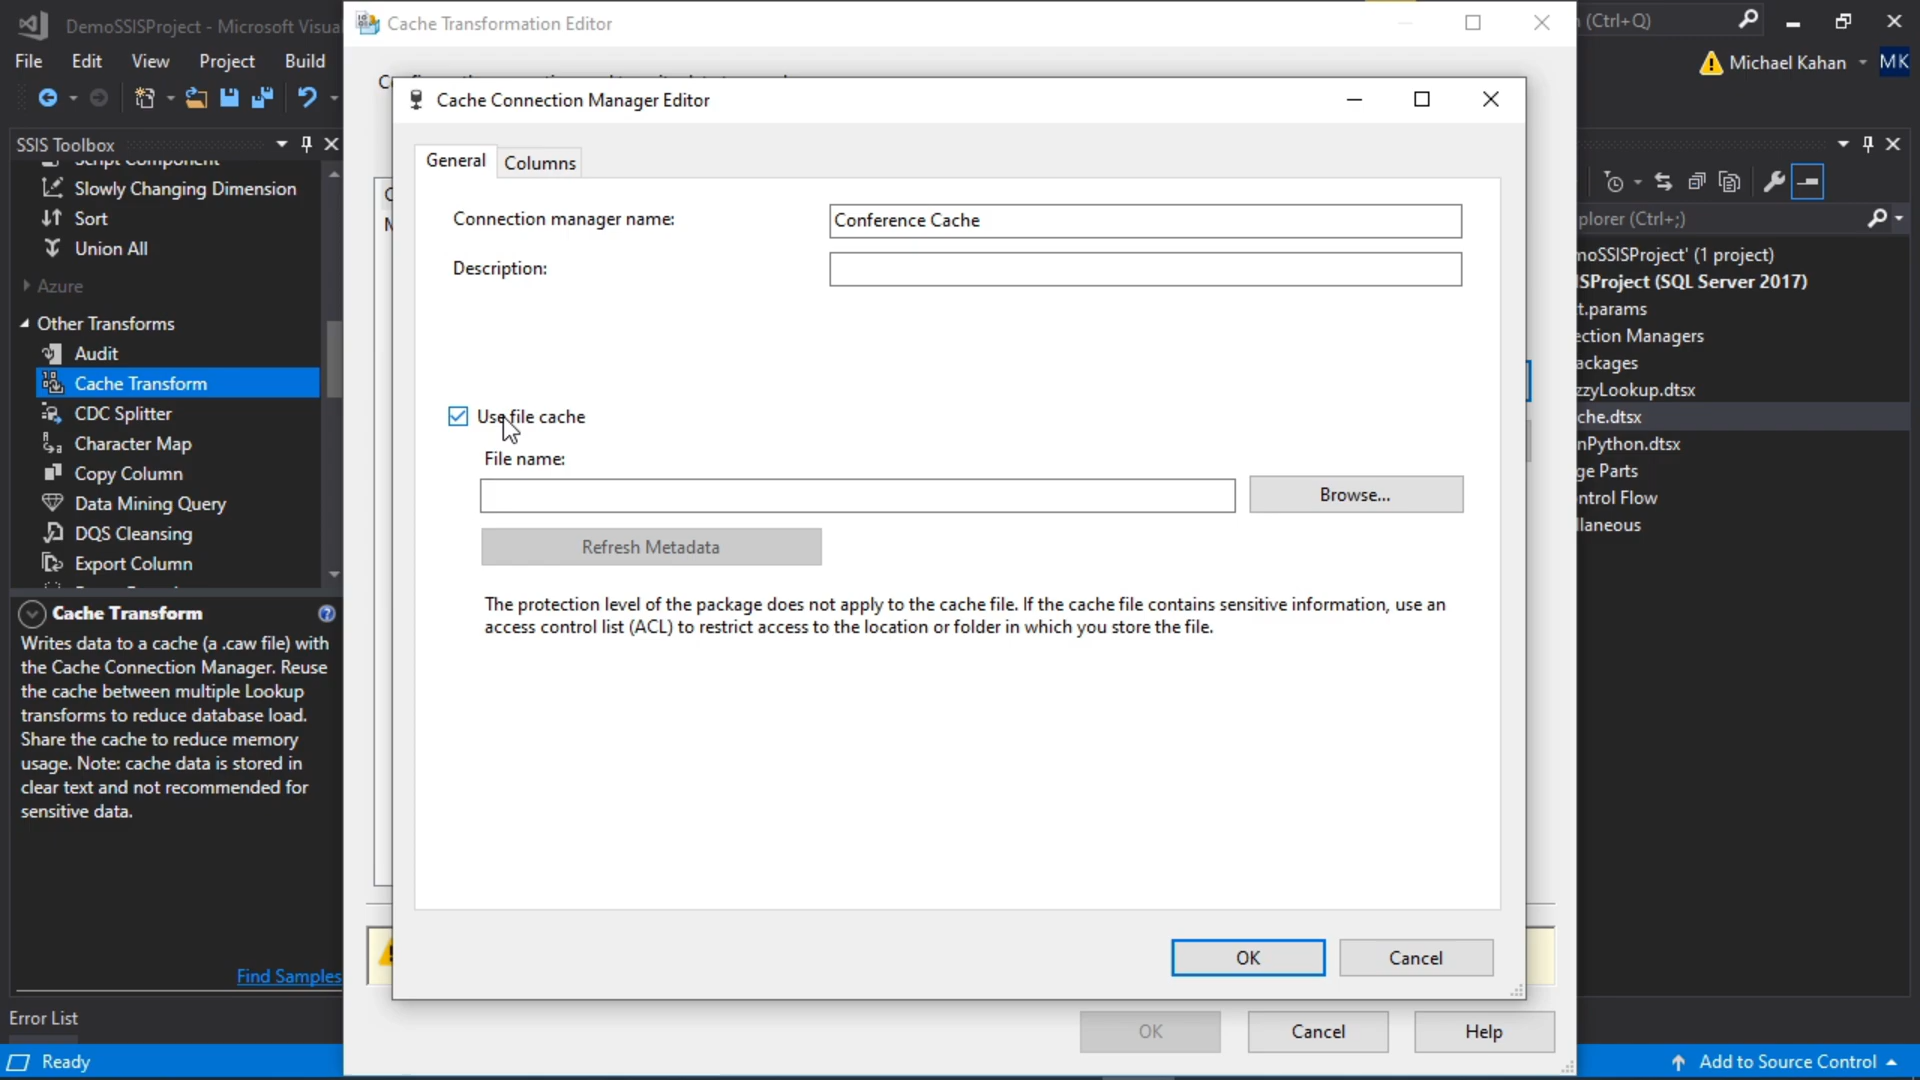 DemoSSISProject - Microsoft Visual
File Edit View Project Build
SSIS Toolbox
Script Component
Slowly Changing Dimension
Sort
Union All
Azure
Other Transforms
Audit
Cache Transform
CDC Splitter
Character Map
Copy Column
Data Mining Query
DQS Cleansing
Export Column
Cache Transform
Writes data to a cache (a .caw file) with
the Cache Connection Manager. Reuse
the cache between multiple Lookup
transforms to reduce database load.
Share the cache to reduce memory
usage. Note: cache data is stored in
clear text and not recommended for
sensitive data.
Find Samples
Error List
Ready
Cache Transformation Editor
Cache Connection Manager Editor
General Columns
Connection manager name: Conference Cache
Description:
Use file cache
File name:
Browse...
Refresh Metadata
The protection level of the package does not apply to the cache file. If the cache file contains sensitive information, use an
access control list (ACL) to restrict access to the location or folder in which you store the file.
OK Cancel
OK Cancel Help
(Ctrl+Q)
Michael Kahan MK
plorer (Ctrl+;)
moSSISProject' (1 project)
SProject (SQL Server 2017)
t.params
ection Managers
ackages
zzyLookup.dtsx
che.dtsx
nPython.dtsx
ge Parts
ntrol Flow
llaneous
Add to Source Control